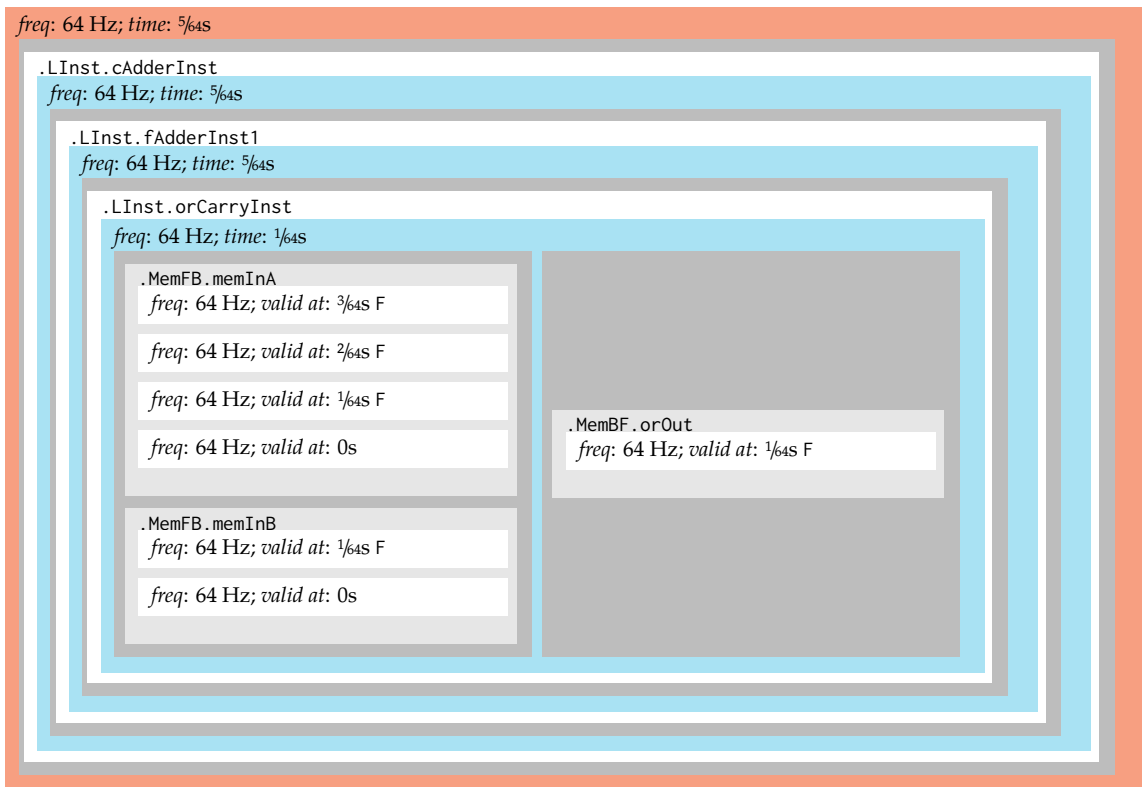 freq: 64 Hz; time: 5/64s
.LInst.cAdderInst
freq: 64 Hz; time: 5/64s
.LInst.fAdderInst1
freq: 64 Hz; time: 5/64s
.LInst.orCarryInst
freq: 64 Hz; time: 1/64s
.MemFB.memInA
freq: 64 Hz; valid at: 3/64s F
freq: 64 Hz; valid at: 2/64s F
freq: 64 Hz; valid at: 1/64s F
freq: 64 Hz; valid at: 0s
.MemFB.memInB
freq: 64 Hz; valid at: 1/64s F
freq: 64 Hz; valid at: 0s
.MemBF.orOut
freq: 64 Hz; valid at: 1/64s F